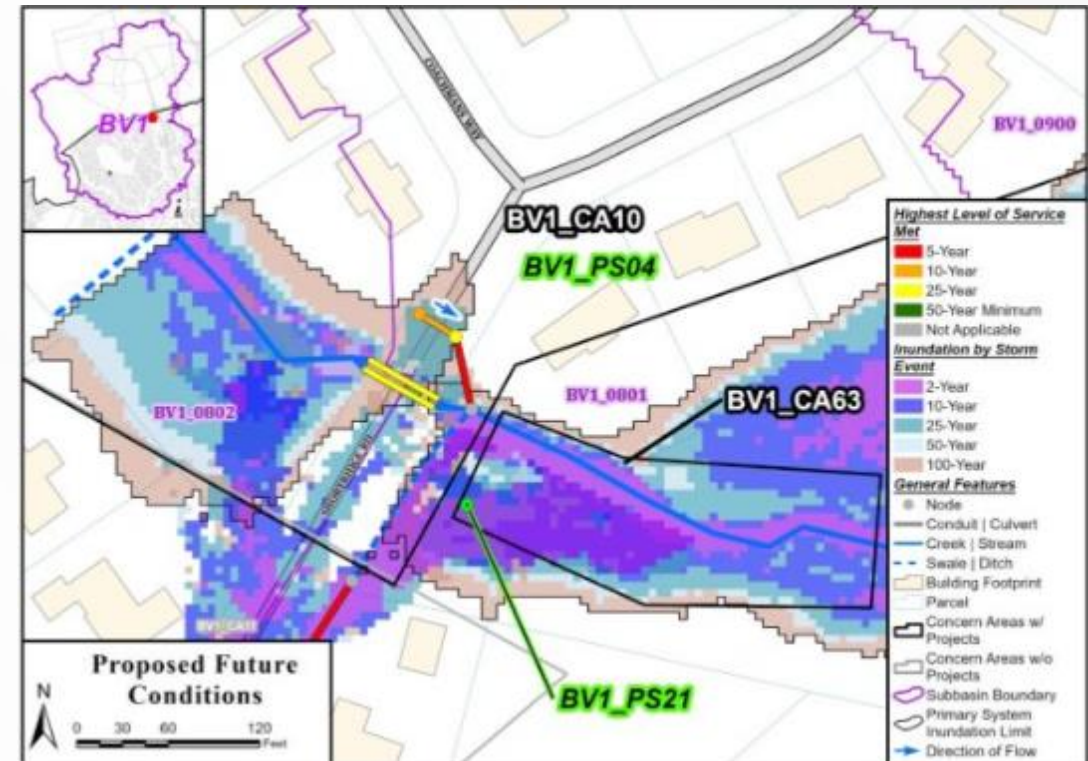 BV1
COACHMANS WAY
BV1_0900
BV1_CA10
BV1_PS04
BV1_0802
BV1_0801
BV1_CA63
BV1_PS21
Proposed Future
Conditions
N
0 30 60 120
Feet
Highest Level of Service
Met
5-Year
10-Year
25-Year
50-Year Minimum
Not Applicable
Inundation by Storm
Event
2-Year
10-Year
25-Year
50-Year
100-Year
General Features
Node
Conduit | Culvert
Creek | Stream
Swale | Ditch
Building Footprint
Parcel
Concern Areas w/
Projects
Concern Areas w/o
Projects
Subbasin Boundary
Primary System
Inundation Limit
Direction of Flow